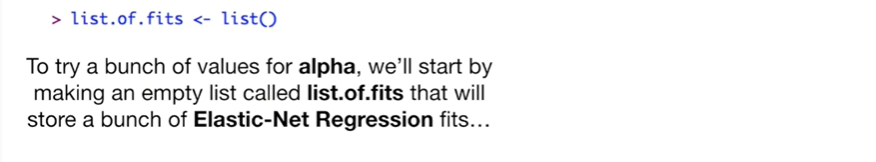 > list.of.fits <- list()
To try a bunch of values for alpha, we'll start by
making an empty list called list.of.fits that will
store a bunch of Elastic-Net Regression fits…